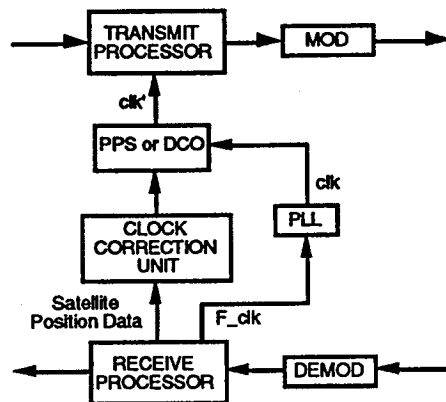 TRANSMIT
PROCESSOR
MOD
clk'
PPS or DCO
clk
PLL
CLOCK
CORRECTION
UNIT
Satellite
Position Data
F_clk
RECEIVE
PROCESSOR
DEMOD